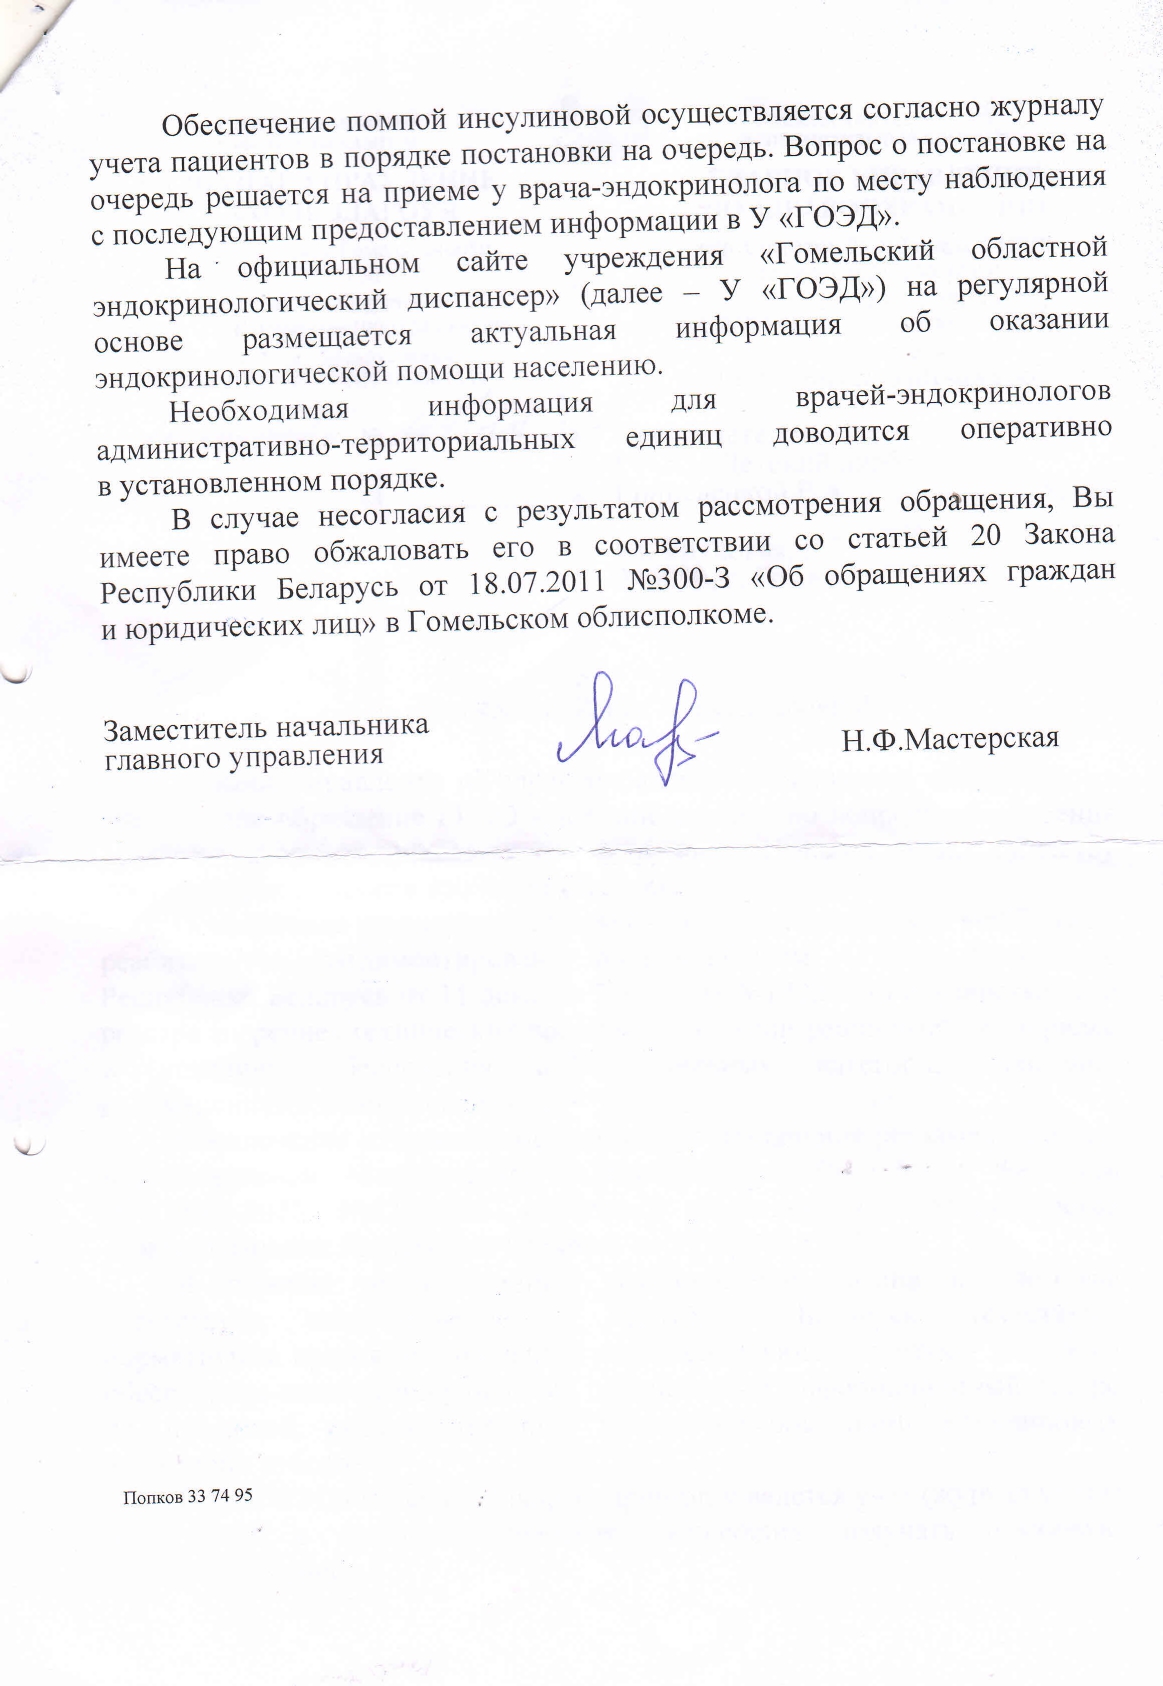 Обеспечение помпой инсулиновой осуществляется согласно журналу
учета пациентов в порядке постановки на очередь. Вопрос о постановке на
очередь решается на приеме у врача-эндокринолога по месту наблюдения
с последующим предоставлением информации в У «ГОЭД».
На официальном сайте учреждения «Гомельский областной
эндокринологический диспансер» (далее – У «ГОЭД») на регулярной
основе размещается актуальная информация об оказании
эндокринологической помощи населению.
Необходимая информация для врачей-эндокринологов
административно-территориальных единиц доводится оперативно
в установленном порядке.
В случае несогласия с результатом рассмотрения обращения, Вы
имеете право обжаловать его в соответствии со статьей 20 Закона
Республики Беларусь от 18.07.2011 №300-З «Об обращениях граждан
и юридических лиц» в Гомельском облисполкоме.
Заместитель начальника
главного управления
Н.Ф.Мастерская
Попков 33 74 95